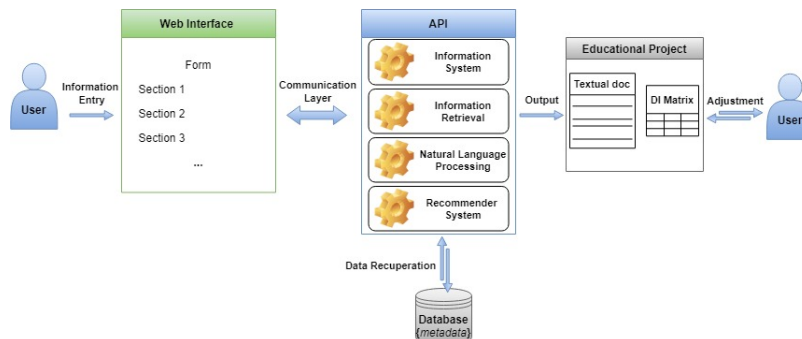 Web Interface
API
Form
Section 1
Section 2
Section 3
...
User
Information
Entry
Communication
Layer
Information
System
Information
Retrieval
Natural Language
Processing
Recommender
System
Output
Educational Project
Textual doc
DI Matrix
Adjustment
User
Data Recuperation
Database
{metadata}